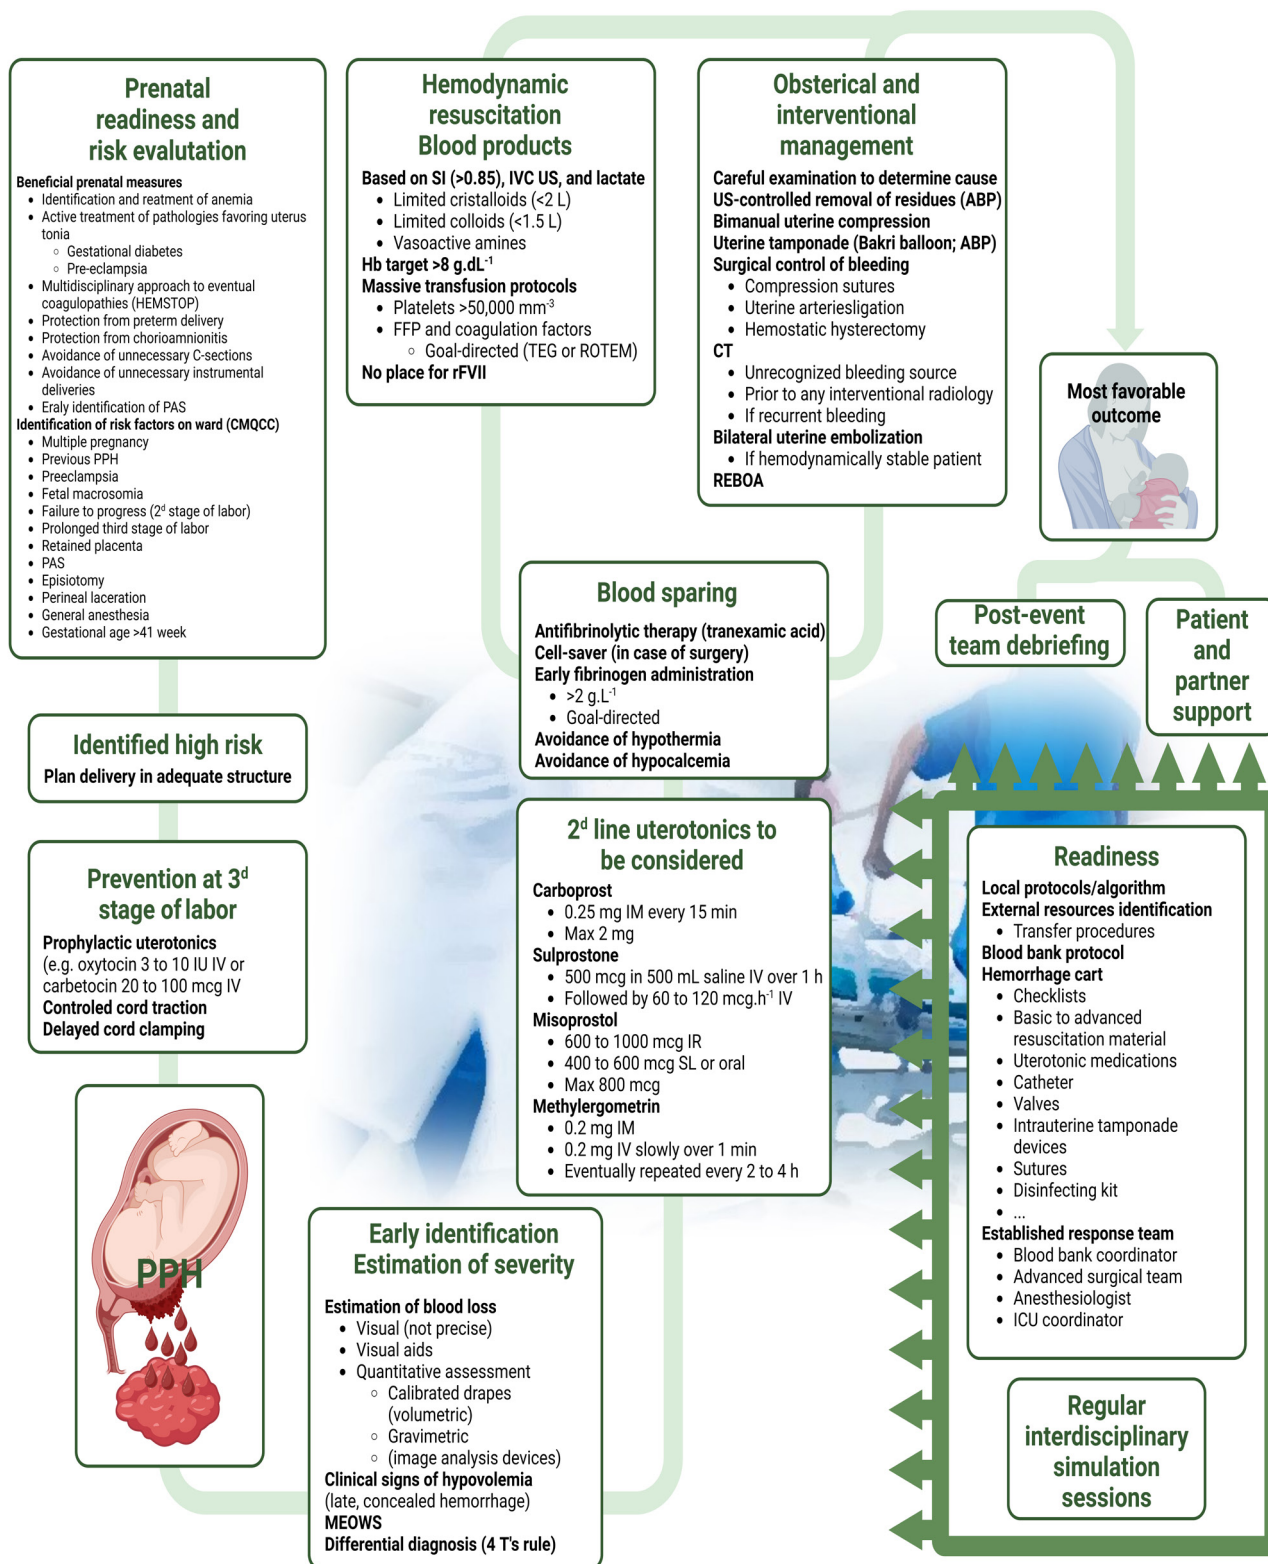 Prenatal
readiness and
risk evalutation
Beneficial prenatal measures
• Identification and reatment of anemia
• Active treatment of pathologies favoring uterus
tonia
○ Gestational diabetes
○ Pre-eclampsia
• Multidisciplinary approach to eventual
coagulopathies (HEMSTOP)
• Protection from preterm delivery
• Protection from chorioamnionitis
• Avoidance of unnecessary C-sections
• Avoidance of unnecessary instrumental
deliveries
• Eraly identification of PAS
Identification of risk factors on ward (CMQCC)
• Multiple pregnancy
• Previous PPH
• Preeclampsia
• Fetal macrosomia
• Failure to progress (2ᵈ stage of labor)
• Prolonged third stage of labor
• Retained placenta
• PAS
• Episiotomy
• Perineal laceration
• General anesthesia
• Gestational age >41 week
Identified high risk
Plan delivery in adequate structure
Prevention at 3ᵈ
stage of labor
Prophylactic uterotonics
(e.g. oxytocin 3 to 10 IU IV or
carbetocin 20 to 100 mcg IV
Controled cord traction
Delayed cord clamping
PPH
Early identification
Estimation of severity
Estimation of blood loss
• Visual (not precise)
• Visual aids
• Quantitative assessment
○ Calibrated drapes
(volumetric)
○ Gravimetric
○ (image analysis devices)
Clinical signs of hypovolemia
(late, concealed hemorrhage)
MEOWS
Differential diagnosis (4 T's rule)
2ᵈ line uterotonics to
be considered
Carboprost
• 0.25 mg IM every 15 min
• Max 2 mg
Sulprostone
• 500 mcg in 500 mL saline IV over 1 h
• Followed by 60 to 120 mcg.h⁻¹ IV
Misoprostol
• 600 to 1000 mcg IR
• 400 to 600 mcg SL or oral
• Max 800 mcg
Methylergometrin
• 0.2 mg IM
• 0.2 mg IV slowly over 1 min
• Eventually repeated every 2 to 4 h
Blood sparing
Antifibrinolytic therapy (tranexamic acid)
Cell-saver (in case of surgery)
Early fibrinogen administration
• >2 g.L⁻¹
• Goal-directed
Avoidance of hypothermia
Avoidance of hypocalcemia
Hemodynamic
resuscitation
Blood products
Based on SI (>0.85), IVC US, and lactate
• Limited cristalloids (<2 L)
• Limited colloids (<1.5 L)
• Vasoactive amines
Hb target >8 g.dL⁻¹
Massive transfusion protocols
• Platelets >50,000 mm⁻³
• FFP and coagulation factors
○ Goal-directed (TEG or ROTEM)
No place for rFVII
Obsterical and
interventional
management
Careful examination to determine cause
US-controlled removal of residues (ABP)
Bimanual uterine compression
Uterine tamponade (Bakri balloon; ABP)
Surgical control of bleeding
• Compression sutures
• Uterine arteriesligation
• Hemostatic hysterectomy
CT
• Unrecognized bleeding source
• Prior to any interventional radiology
• If recurrent bleeding
Bilateral uterine embolization
• If hemodynamically stable patient
REBOA
Most favorable
outcome
Post-event
team debriefing
Patient
and
partner
support
Readiness
Local protocols/algorithm
External resources identification
• Transfer procedures
Blood bank protocol
Hemorrhage cart
• Checklists
• Basic to advanced
resuscitation material
• Uterotonic medications
• Catheter
• Valves
• Intrauterine tamponade
devices
• Sutures
• Disinfecting kit
• ...
Established response team
• Blood bank coordinator
• Advanced surgical team
• Anesthesiologist
• ICU coordinator
Regular
interdisciplinary
simulation
sessions